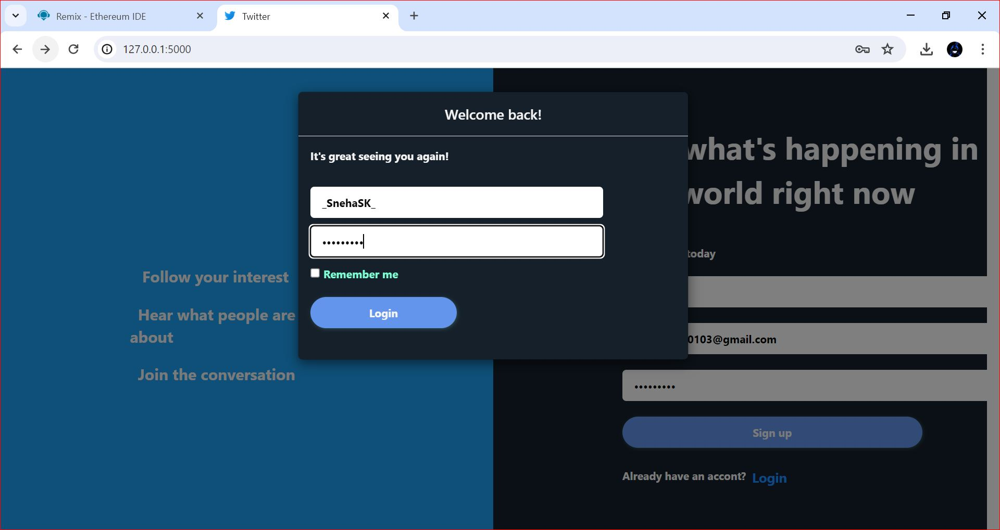 Remix - Ethereum IDE
Twitter
127.0.0.1:5000
Welcome back!
It's great seeing you again!
_SnehaSK_
•••••••••
Remember me
Login
Follow your interest
Hear what people are
about
Join the conversation
what's happening in
world right now
today
0103@gmail.com
•••••••••
Sign up
Already have an accont? Login